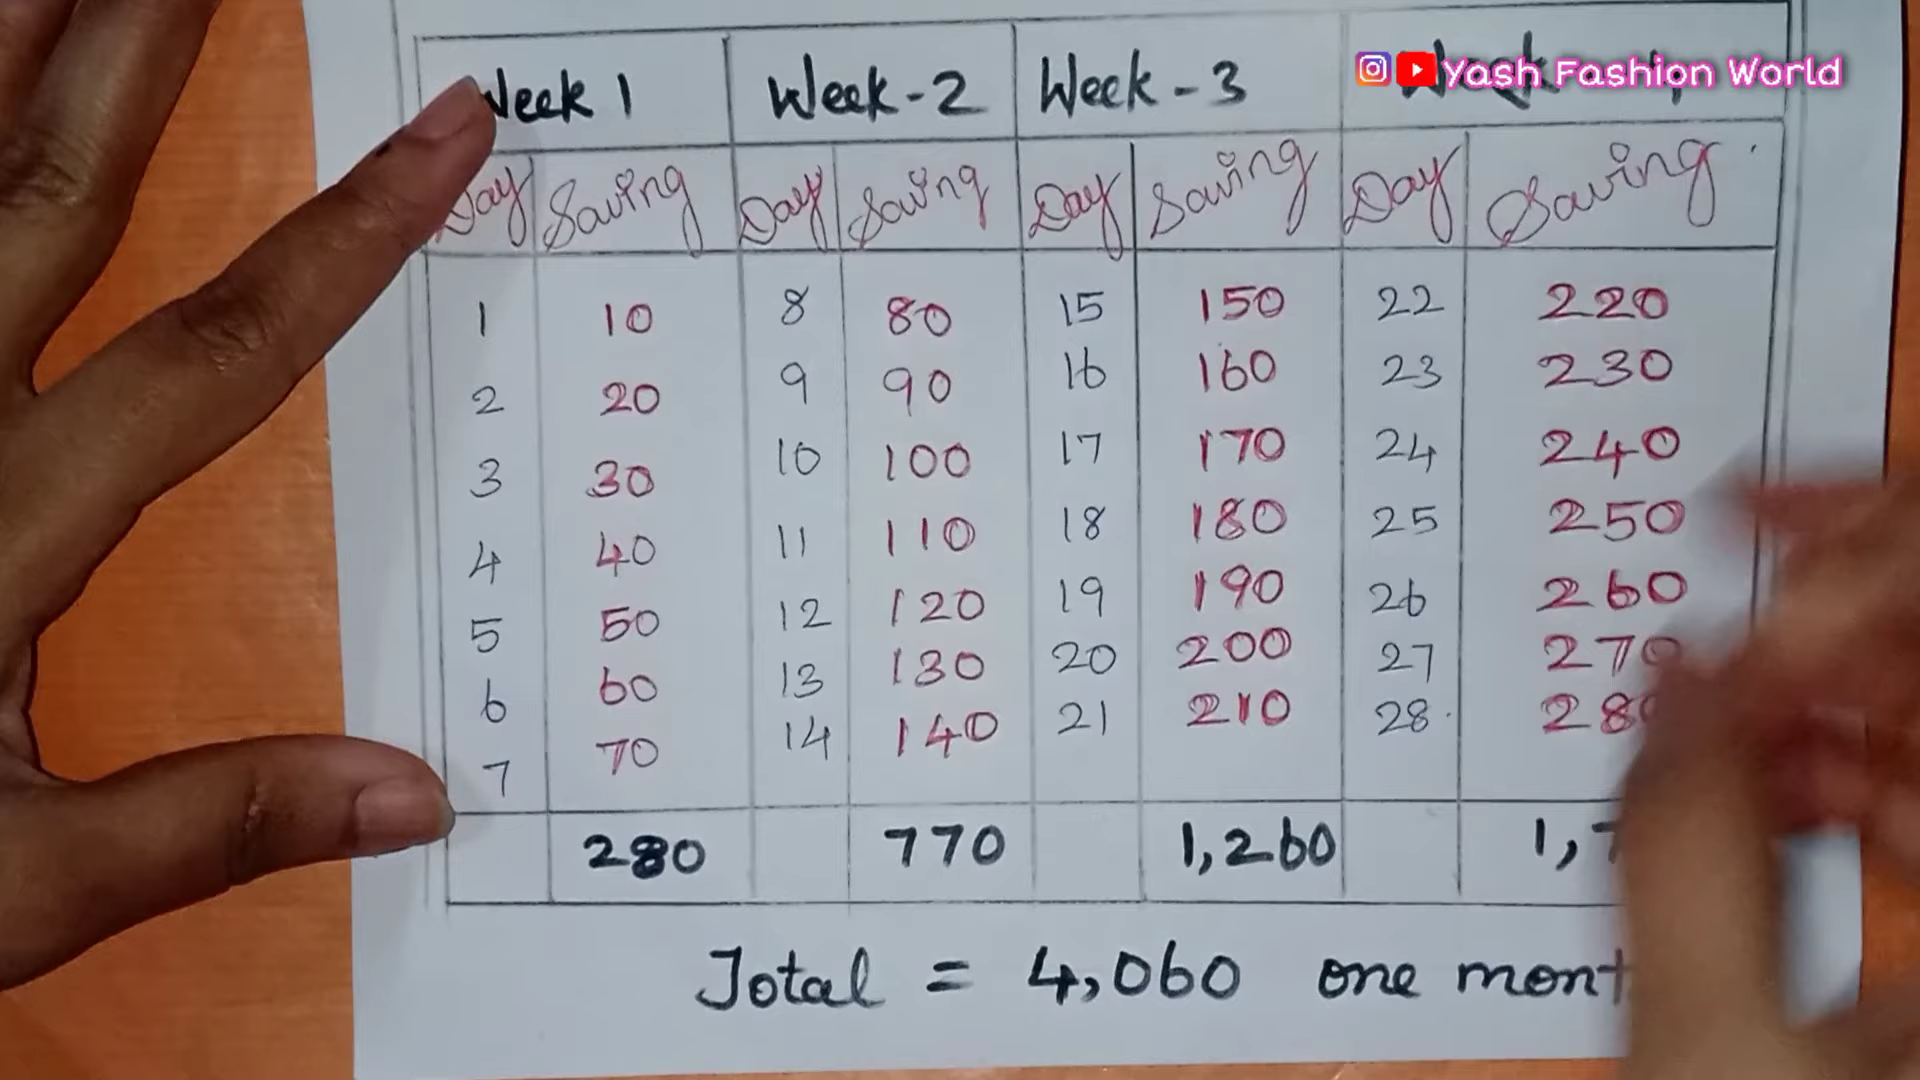 Yash Fashion World
Week 1 Week-2 Week-3
Day Saving Day Saving Day Saving Day Saving
1 10 8 80 15 150 22 220
2 20 9 90 16 160 23 230
3 30 10 100 17 170 24 240
4 40 11 110 18 180 25 250
5 50 12 120 19 190 26 260
6 60 13 130 20 200 27 270
7 70 14 140 21 210 28
280 770 1,260
Total = 4,060 one